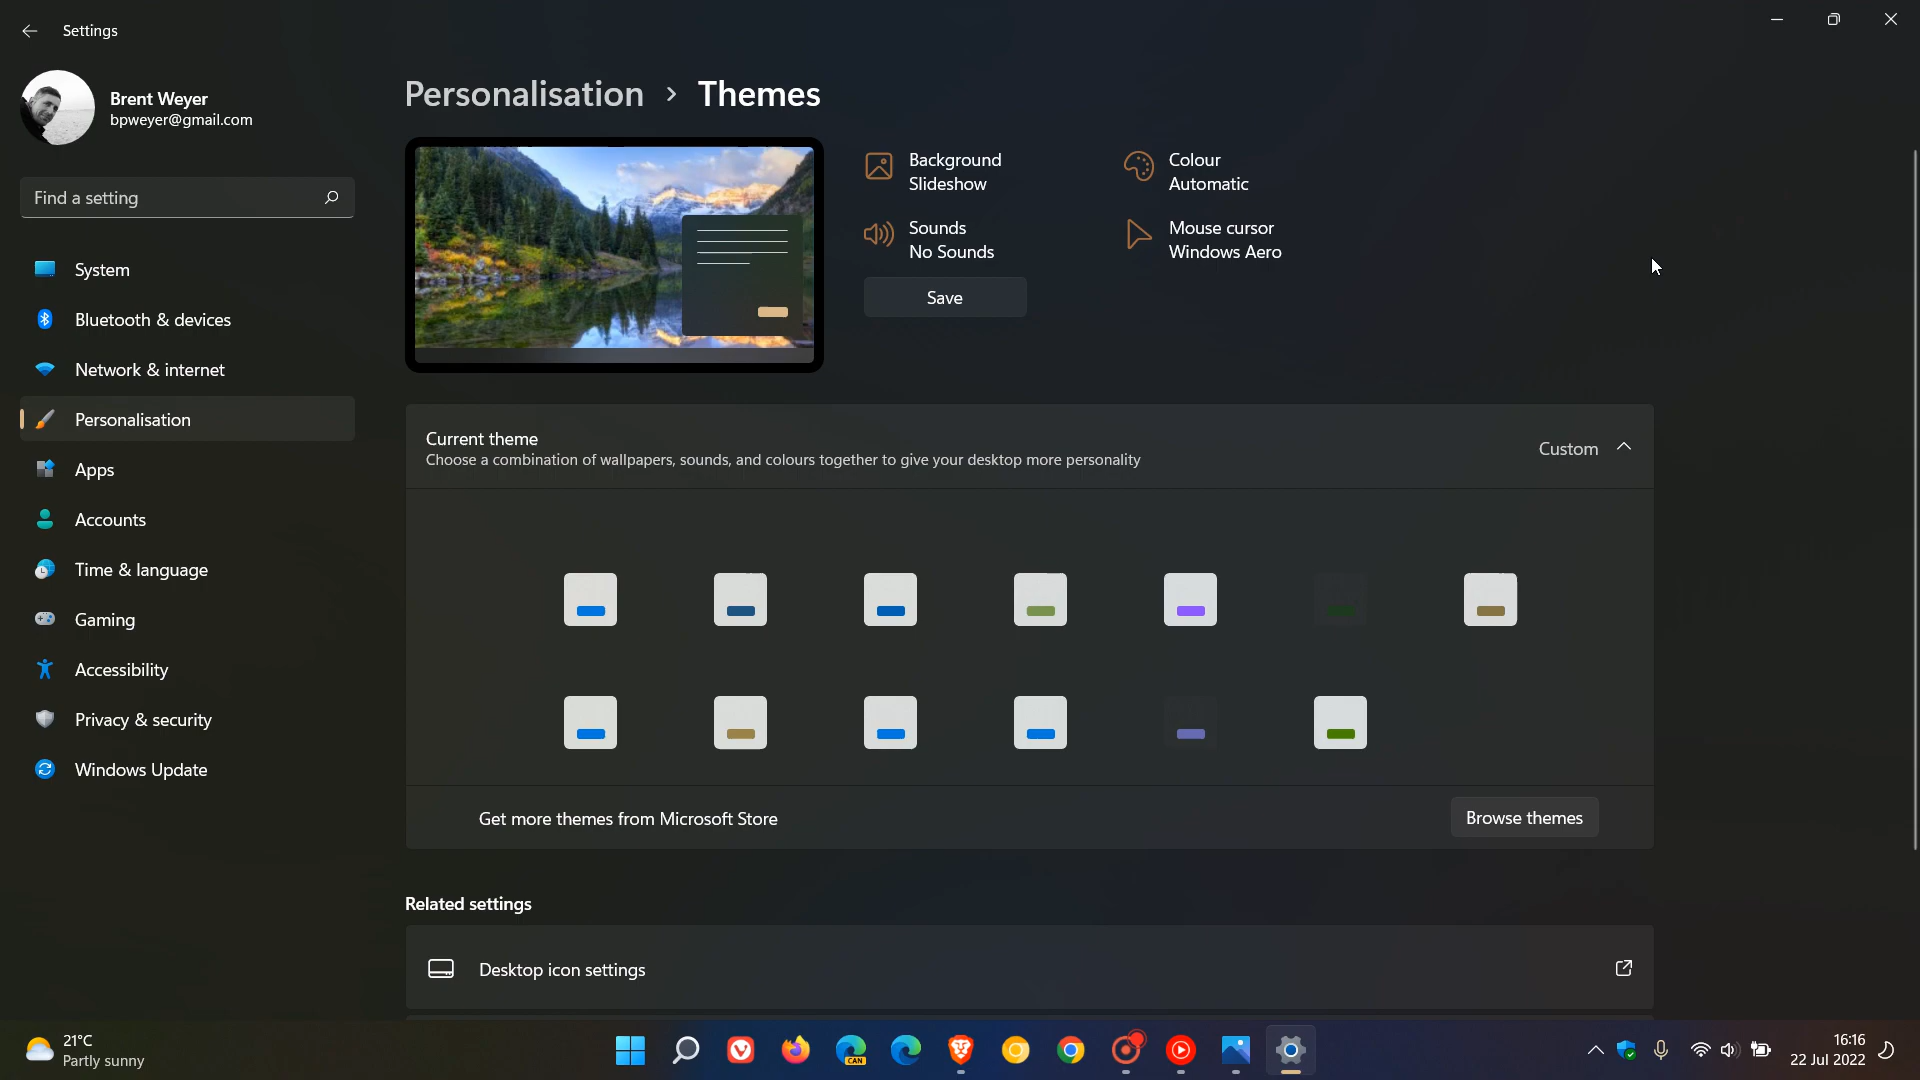 Settings
Brent Weyer
bpweyer@gmail.com
Find a setting
System
Bluetooth & devices
Network & internet
Personalisation
Apps
Accounts
Time & language
Gaming
Accessibility
Privacy & security
Windows Update
Personalisation > Themes
Background
Slideshow
Colour
Automatic
Sounds
No Sounds
Mouse cursor
Windows Aero
Save
Current theme
Choose a combination of wallpapers, sounds, and colours together to give your desktop more personality
Custom
Get more themes from Microsoft Store
Browse themes
Related settings
Desktop icon settings
21°C
Partly sunny
CAN
16:16
22 Jul 2022